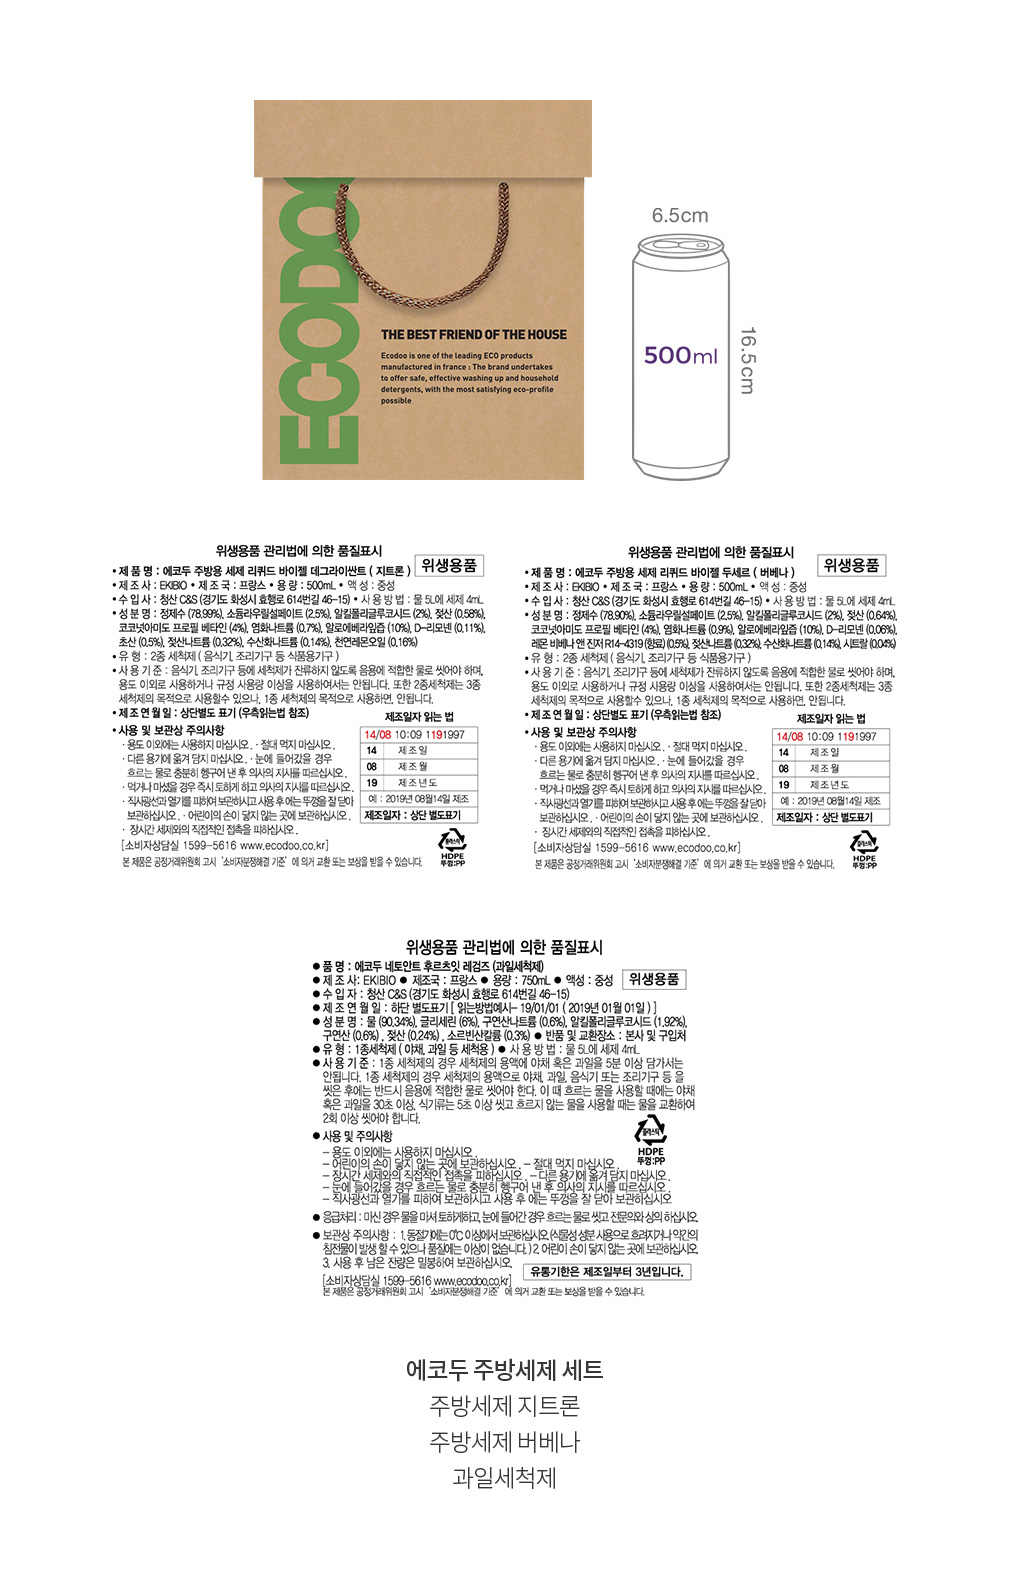 ECODOO
THE BEST FRIEND OF THE HOUSE
Ecodoo is one of the leading ECO products
manufactured in france : The brand undertakes
to offer safe, effective washing up and household
detergents, with the most satisfying eco-profile
possible
6.5cm
500ml
16.5cm
위생용품 관리법에 의한 품질표시
위생용품
• 제 품 명 : 에코두 주방용 세제 리퀴드 바이젤 데그라이싼트 ( 지트론 )
• 제 조 사 : EKIBIO • 제 조 국 : 프랑스 • 용 량 : 500mL • 액 성 : 중성
• 수 입 사 : 청산 C&S (경기도 화성시 효행로 614번길 46-15) • 사 용 방 법 : 물 5L에 세제 4mL
• 성 분 명 : 정제수 (78.99%), 소듐라우릴설페이트 (2.5%), 알킬폴리글루코시드 (2%), 젖산 (0.58%),
코코넛아미도 프로필 베타인 (4%), 염화나트륨 (0.7%), 알로에베라잎즙 (10%), D-리모넨 (0.11%),
초산 (0.5%), 젖산나트륨 (0.32%), 수산화나트륨 (0.14%), 천연레몬오일 (0.16%)
• 유 형 : 2종 세척제 ( 음식기, 조리기구 등 식품용기구 )
• 사 용 기 준 : 음식기, 조리기구 등에 세척제가 잔류하지 않도록 음용에 적합한 물로 씻어야 하며,
용도 이외로 사용하거나 규정 사용량 이상을 사용하여서는 안됩니다. 또한 2종세척제는 3종
세척제의 목적으로 사용할수 있으나, 1종 세척제의 목적으로 사용하면, 안됩니다.
• 제 조 연 월 일 : 상단별도 표기 (우측읽는법 참조)
• 사용 및 보관상 주의사항
· 용도 이외에는 사용하지 마십시오. · 절대 먹지 마십시오.
· 다른 용기에 옮겨 담지 마십시오. · 눈에 들어갔을 경우
흐르는 물로 충분히 헹구어 낸 후 의사의 지시를 따르십시오.
· 먹거나 마셨을 경우 즉시 토하게 하고 의사의 지시를 따르십시오.
· 직사광선과 열기를 피하여 보관하시고 사용 후 에는 뚜껑을 잘 닫아
보관하십시오. · 어린이의 손이 닿지 않는 곳에 보관하십시오.
· 장시간 세제와의 직접적인 접촉을 피하십시오.
[소비자상담실 1599-5616 www.ecodoo.co.kr]
본 제품은 공정거래위원회 고시 '소비자분쟁해결 기준' 에 의거 교환 또는 보상을 받을 수 있습니다.
제조일자 읽는 법
14/08 10:09 1191997
14 제 조 일
08 제 조 월
19 제 조 년 도
예 : 2019년 08월14일 제조
제조일자 : 상단 별도표기
플라스틱
HDPE
뚜껑:PP
위생용품 관리법에 의한 품질표시
위생용품
• 제 품 명 : 에코두 주방용 세제 리퀴드 바이젤 두세르 ( 버베나 )
• 제 조 사 : EKIBIO • 제 조 국 : 프랑스 • 용 량 : 500mL • 액 성 : 중성
• 수 입 사 : 청산 C&S (경기도 화성시 효행로 614번길 46-15) • 사 용 방 법 : 물 5L에 세제 4mL
• 성 분 명 : 정제수 (78.90%), 소듐라우릴설페이트 (2.5%), 알킬폴리글루코시드 (2%), 젖산 (0.64%),
코코넛아미도 프로필 베타인 (4%), 염화나트륨 (0.9%), 알로에베라잎즙 (10%), D-리모넨 (0.06%),
레몬 비베나 앤 진저 R14-4319 (향료) (0.5%), 젖산나트륨 (0.32%), 수산화나트륨 (0.14%), 시트랄 (0.04%)
• 유 형 : 2종 세척제 ( 음식기, 조리기구 등 식품용기구 )
• 사 용 기 준 : 음식기, 조리기구 등에 세척제가 잔류하지 않도록 음용에 적합한 물로 씻어야 하며,
용도 이외로 사용하거나 규정 사용량 이상을 사용하여서는 안됩니다. 또한 2종세척제는 3종
세척제의 목적으로 사용할수 있으나, 1종 세척제의 목적으로 사용하면, 안됩니다.
• 제 조 연 월 일 : 상단별도 표기 (우측읽는법 참조)
• 사용 및 보관상 주의사항
· 용도 이외에는 사용하지 마십시오. · 절대 먹지 마십시오.
· 다른 용기에 옮겨 담지 마십시오. · 눈에 들어갔을 경우
흐르는 물로 충분히 헹구어 낸 후 의사의 지시를 따르십시오.
· 먹거나 마셨을 경우 즉시 토하게 하고 의사의 지시를 따르십시오.
· 직사광선과 열기를 피하여 보관하시고 사용 후 에는 뚜껑을 잘 닫아
보관하십시오. · 어린이의 손이 닿지 않는 곳에 보관하십시오.
· 장시간 세제와의 직접적인 접촉을 피하십시오.
[소비자상담실 1599-5616 www.ecodoo.co.kr]
본 제품은 공정거래위원회 고시 '소비자분쟁해결 기준' 에 의거 교환 또는 보상을 받을 수 있습니다.
제조일자 읽는 법
14/08 10:09 1191997
14 제 조 일
08 제 조 월
19 제 조 년 도
예 : 2019년 08월14일 제조
제조일자 : 상단 별도표기
플라스틱
HDPE
뚜껑:PP
위생용품 관리법에 의한 품질표시
● 품 명 : 에코두 네토안트 후르츠잇 레검즈 (과일세척제)
● 제 조 사: EKIBIO ● 제조국 : 프랑스 ● 용량 : 750mL ● 액성 : 중성
위생용품
● 수 입 자 : 청산 C&S (경기도 화성시 효행로 614번길 46-15)
● 제 조 연 월 일 : 하단 별도표기 [ 읽는방법예시- 19/01/01 ( 2019년 01월 01일 ) ]
● 성 분 명 : 물 (90.34%), 글리세린 (6%), 구연산나트륨 (0.6%), 알킬폴리글루코시드 (1.92%),
구연산 (0.6%) , 젖산 (0.24%) , 소르빈산칼륨 (0.3%) ● 반품 및 교환장소 : 본사 및 구입처
● 유 형 : 1종세척제 ( 야채, 과일 등 세척용 ) ● 사 용 방 법 : 물 5L에 세제 4mL
● 사 용 기 준 : 1종 세척제의 경우 세척제의 용액에 야채 혹은 과일을 5분 이상 담가서는
안됩니다. 1종 세척제의 경우 세척제의 용액으로 야채, 과일, 음식기 또는 조리기구 등 을
씻은 후에는 반드시 음용에 적합한 물로 씻어야 한다. 이 때 흐르는 물을 사용할 때에는 야채
혹은 과일을 30초 이상, 식기류는 5초 이상 씻고 흐르지 않는 물을 사용할 때는 물을 교환하여
2회 이상 씻어야 합니다.
● 사용 및 주의사항
- 용도 이외에는 사용하지 마십시오.
- 어린이의 손이 닿지 않는 곳에 보관하십시오. - 절대 먹지 마십시오.
- 장시간 세제와의 직접적인 접촉을 피하십시오. - 다른 용기에 옮겨 담지 마십시오.
- 눈에 들어갔을 경우 흐르는 물로 충분히 헹구어 낸 후 의사의 지시를 따르십시오.
- 직사광선과 열기를 피하여 보관하시고 사용 후 에는 뚜껑을 잘 닫아 보관하십시오
플라스틱
HDPE
뚜껑:PP
● 응급처리 : 마신 경우 물을 마셔 토하게하고, 눈에 들어간 경우 흐르는 물로 씻고 전문의와 상의 하십시오.
● 보관상 주의사항 : 1. 동절기에는 0℃ 이상에서 보관하십시오.(식물성 성분 사용으로 흐려지거나 약간의
침전물이 발생 할 수 있으나 품질에는 이상이 없습니다.) 2. 어린이 손이 닿지 않는 곳에 보관하십시오.
3. 사용 후 남은 잔량은 밀봉하여 보관하십시오.
유통기한은 제조일부터 3년입니다.
[소비자상담실 1599-5616 www.ecodoo.co.kr]
본 제품은 공정거래위원회 고시 '소비자분쟁해결 기준' 에 의거 교환 또는 보상을 받을 수 있습니다.
에코두 주방세제 세트
주방세제 지트론
주방세제 버베나
과일세척제